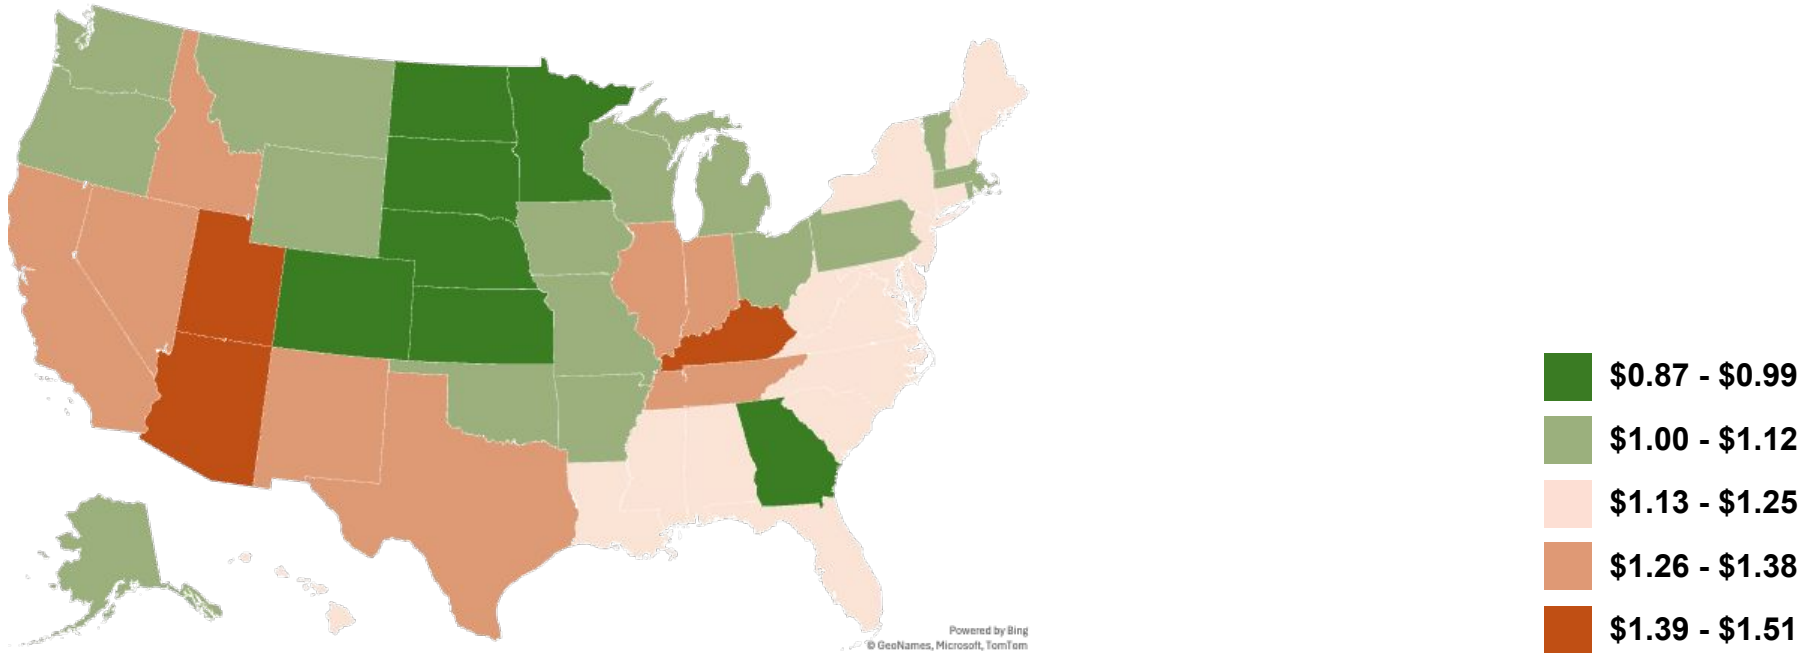 $0.87 - $0.99
$1.00 - $1.12
$1.13 - $1.25
$1.26 - $1.38
$1.39 - $1.51
Powered by Bing
© GeoNames, Microsoft, TomTom